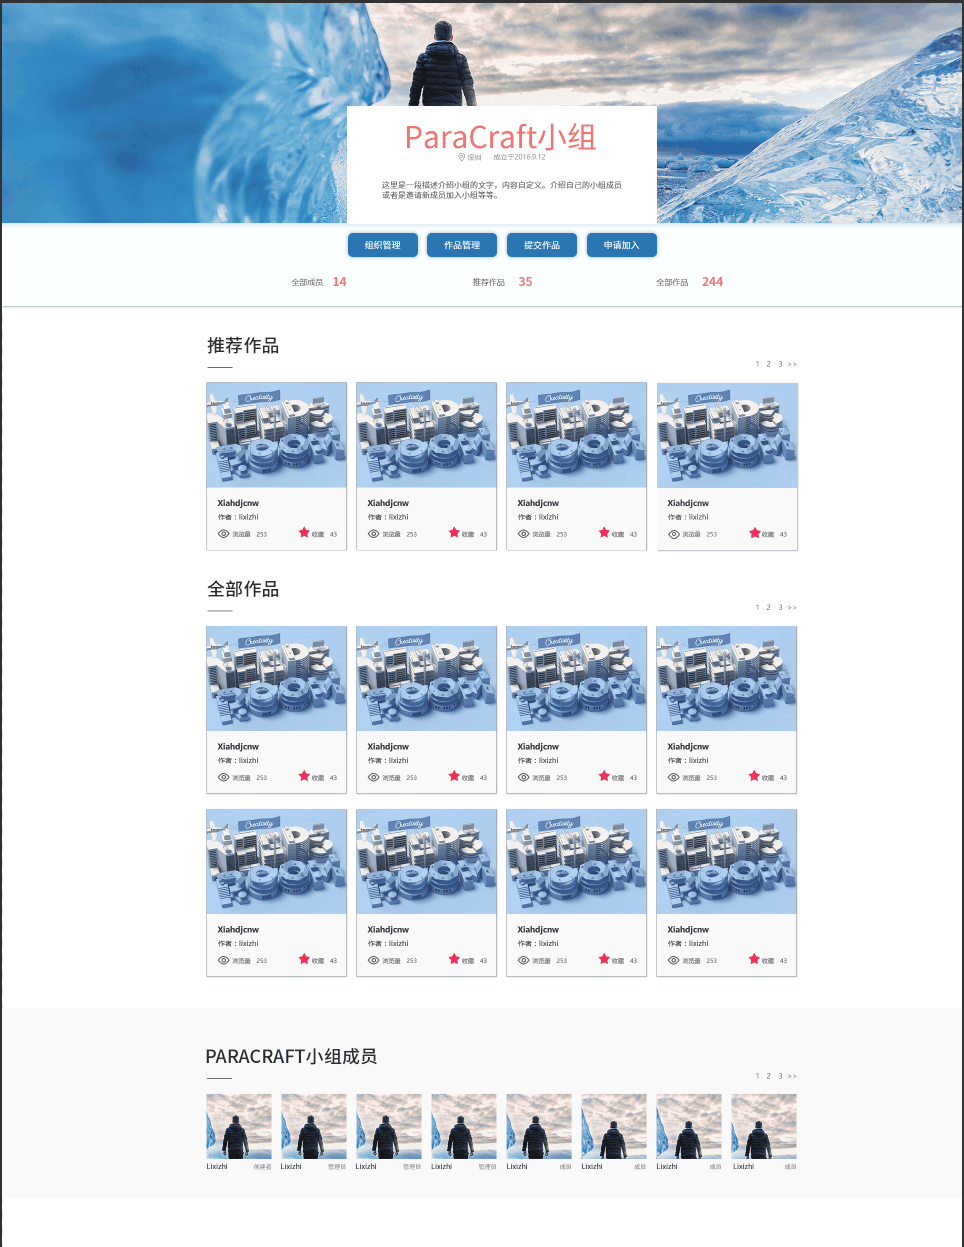 ParaCraft小组
深圳 成立于2016.9.12
这里是一段描述介绍小组的文字，内容自定义。介绍自己的小组成员
或者是邀请新成员加入小组等等。
组织管理 作品管理 提交作品 申请加入
全部成员 14 推荐作品 35 全部作品 244
推荐作品
1 2 3 >>
Creativity Creativity Creativity Creativity
Xiahdjcnw Xiahdjcnw Xiahdjcnw Xiahdjcnw
作者：lixizhi 作者：lixizhi 作者：lixizhi 作者：lixizhi
浏览量 253 收藏 43 浏览量 253 收藏 43 浏览量 253 收藏 43 浏览量 253 收藏 43
全部作品
1 2 3 >>
Creativity Creativity Creativity Creativity
Xiahdjcnw Xiahdjcnw Xiahdjcnw Xiahdjcnw
作者：lixizhi 作者：lixizhi 作者：lixizhi 作者：lixizhi
浏览量 253 收藏 43 浏览量 253 收藏 43 浏览量 253 收藏 43 浏览量 253 收藏 43
Creativity Creativity Creativity Creativity
Xiahdjcnw Xiahdjcnw Xiahdjcnw Xiahdjcnw
作者：lixizhi 作者：lixizhi 作者：lixizhi 作者：lixizhi
浏览量 253 收藏 43 浏览量 253 收藏 43 浏览量 253 收藏 43 浏览量 253 收藏 43
PARACRAFT小组成员
1 2 3 >>
Lixizhi 创建者 Lixizhi 管理员 Lixizhi 管理员 Lixizhi 管理员 Lixizhi 成员 Lixizhi 成员 Lixizhi 成员 Lixizhi 成员